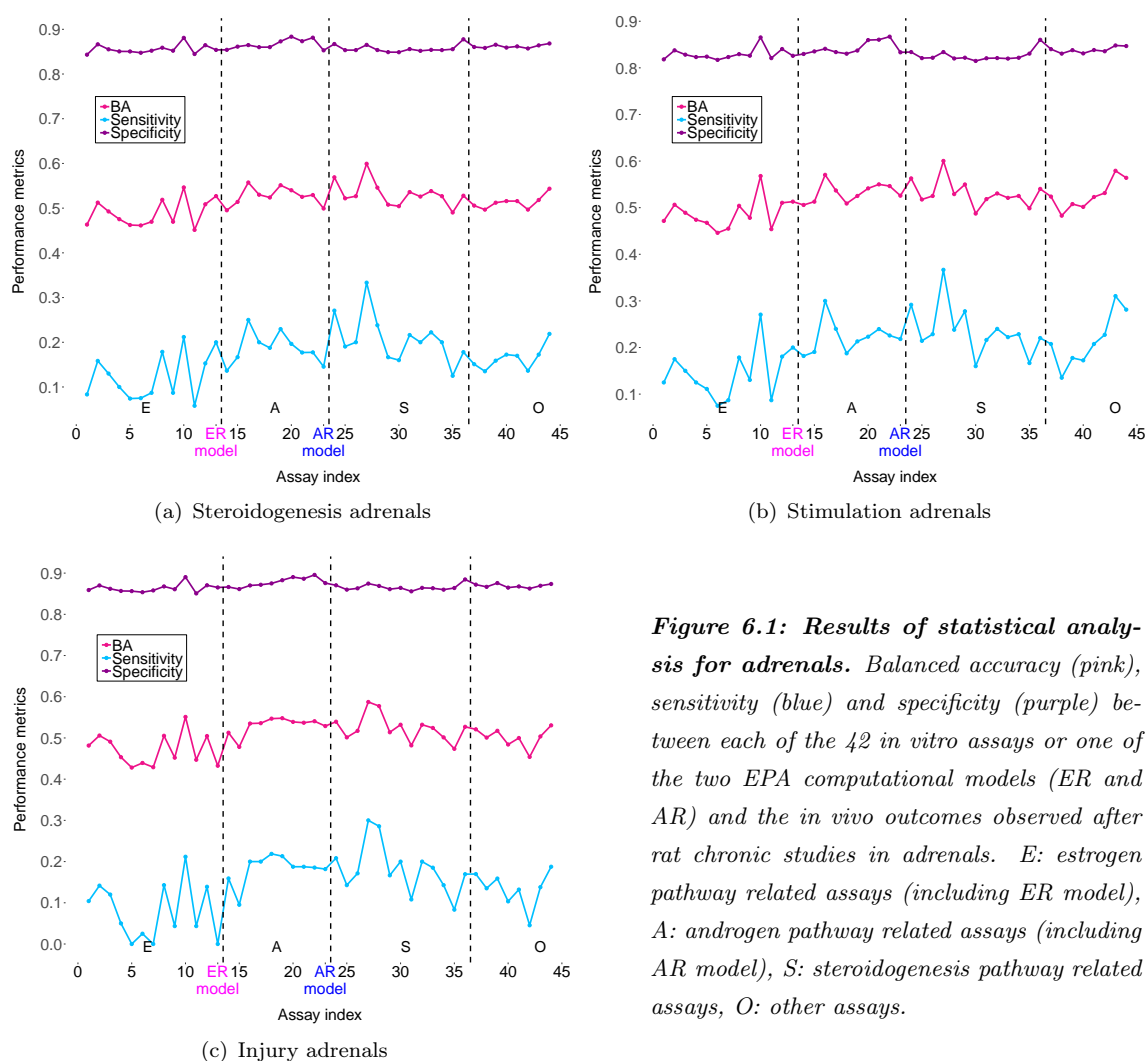 0.9
0.8
0.7
0.6
0.5
0.4
0.3
0.2
0.1
Performance metrics
BA
Sensitivity
Specificity
E A S O
0 5 10 ER 15 20 AR 25 30 35 40 45
model model
Assay index
(a) Steroidogenesis adrenals
0.9
0.8
0.7
0.6
0.5
0.4
0.3
0.2
0.1
Performance metrics
BA
Sensitivity
Specificity
E A S O
0 5 10 ER 15 20 AR 25 30 35 40 45
model model
Assay index
(b) Stimulation adrenals
0.9
0.8
0.7
0.6
0.5
0.4
0.3
0.2
0.1
0.0
Performance metrics
BA
Sensitivity
Specificity
E A S O
0 5 10 ER 15 20 AR 25 30 35 40 45
model model
Assay index
(c) Injury adrenals
Figure 6.1: Results of statistical analy-
sis for adrenals. Balanced accuracy (pink),
sensitivity (blue) and specificity (purple) be-
tween each of the 42 in vitro assays or one of
the two EPA computational models (ER and
AR) and the in vivo outcomes observed after
rat chronic studies in adrenals. E: estrogen
pathway related assays (including ER model),
A: androgen pathway related assays (including
AR model), S: steroidogenesis pathway related
assays, O: other assays.